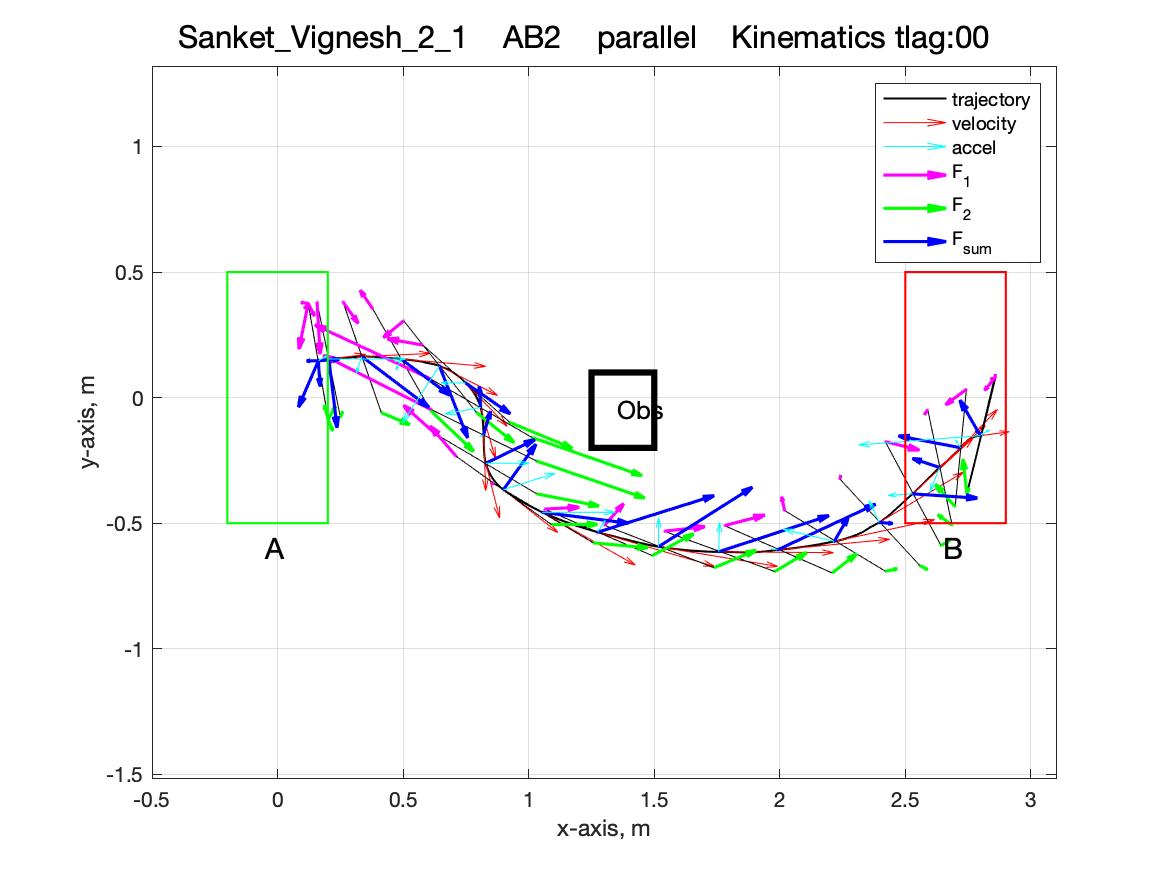 Sanket_Vignesh_2_1 AB2 parallel Kinematics tlag:00
trajectory
velocity
accel
F1
F2
Fsum
1
0.5
0
-0.5
-1
-1.5
y-axis, m
Obs
A
B
-0.5 0 0.5 1 1.5 2 2.5 3
x-axis, m